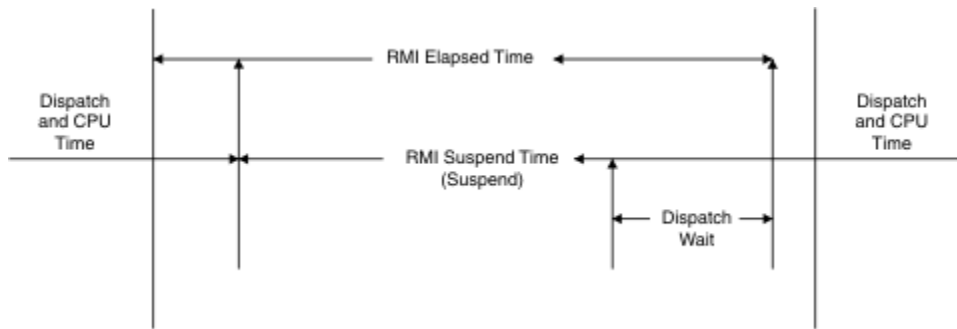 RMI Elapsed Time
Dispatch
and CPU
Time
Dispatch
and CPU
Time
RMI Suspend Time
(Suspend)
Dispatch
Wait